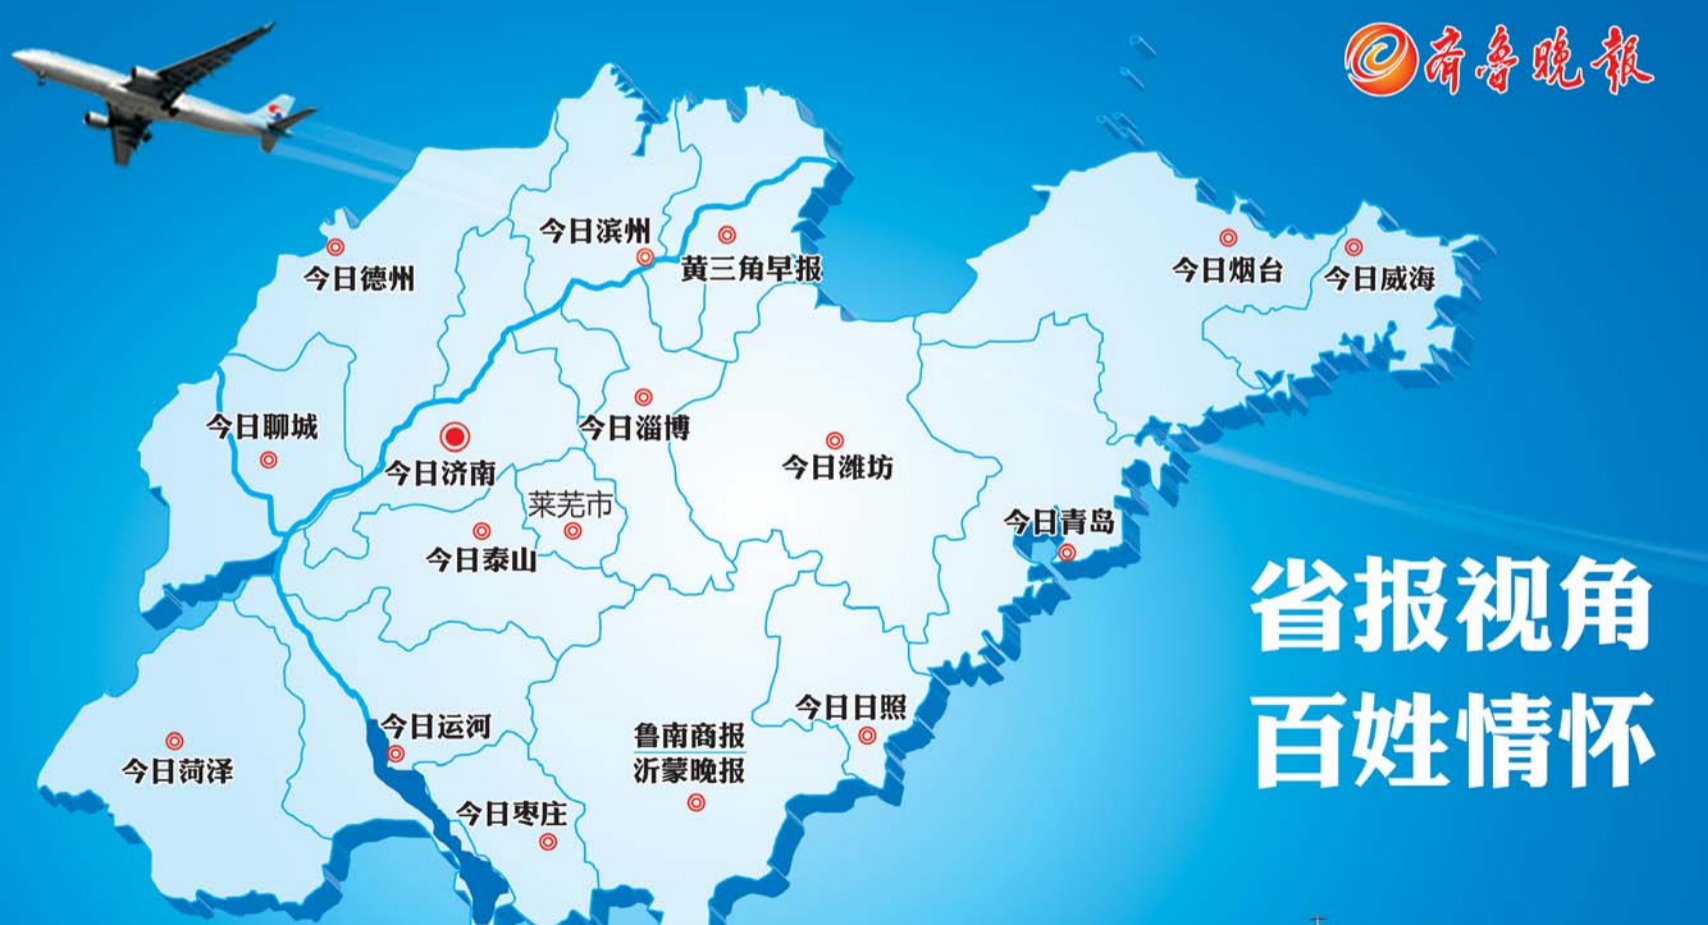 齐鲁晚报
今日滨州
黄三角早报
今日德州
今日烟台
今日威海
今日聊城
今日淄博
今日济南
今日潍坊
莱芜市
今日泰山
今日青岛
省报视角
百姓情怀
今日日照
今日运河
鲁南商报
沂蒙晚报
今日菏泽
今日枣庄